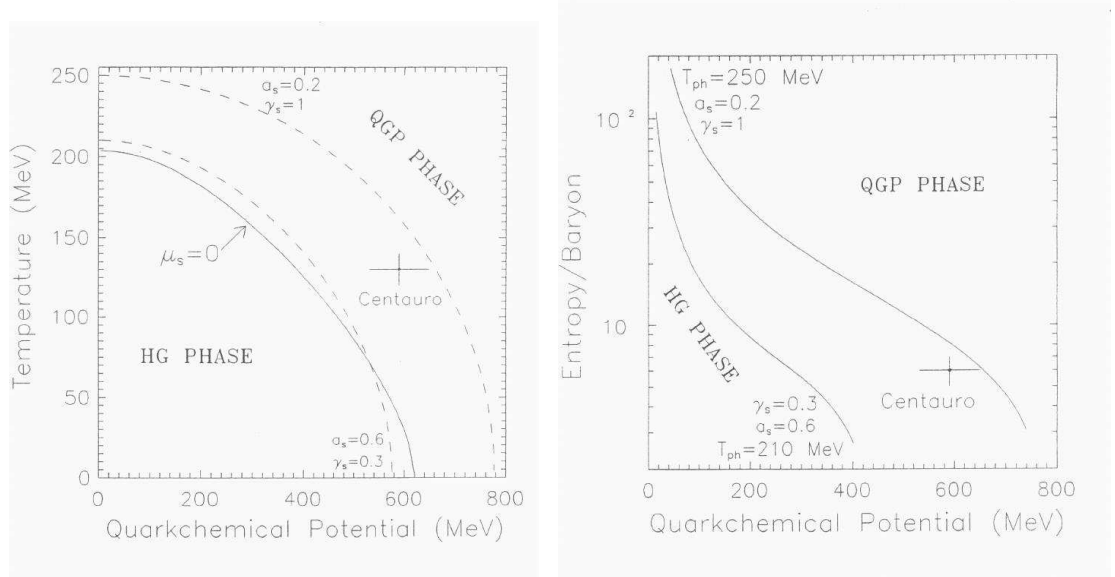 250
200
150
100
50
0
Temperature (MeV)
a_s=0.2
γ_s=1
QGP PHASE
μ_s=0
Centauro
HG PHASE
a_s=0.6
γ_s=0.3
0 200 400 600 800
Quarkchemical Potential (MeV)
Entropy/Baryon
10²
10
T_ph=250 MeV
a_s=0.2
γ_s=1
QGP PHASE
HG PHASE
Centauro
γ_s=0.3
a_s=0.6
T_ph=210 MeV
0 200 400 600 800
Quarkchemical Potential (MeV)